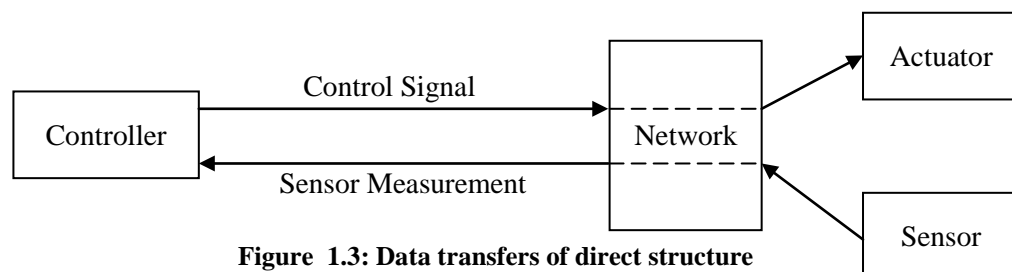 Actuator
Control Signal
Controller
Network
Sensor Measurement
Sensor
Figure 1.3: Data transfers of direct structure